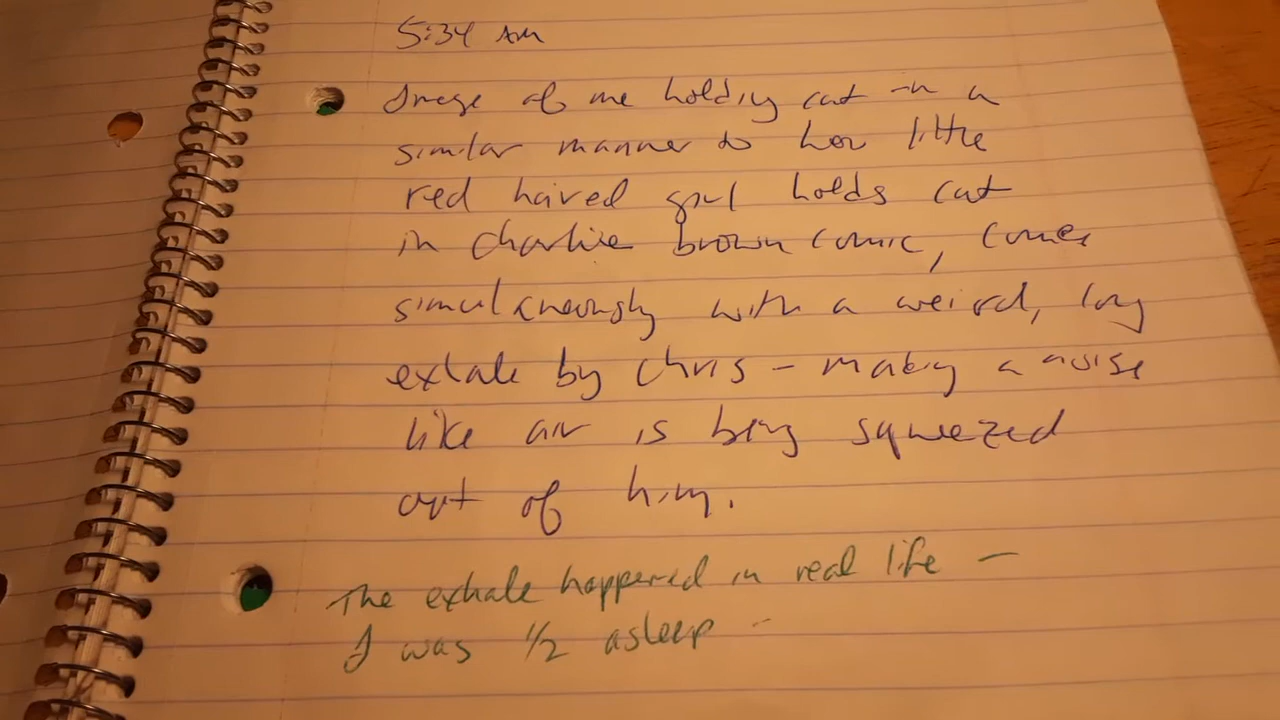 5:34 AM
Image of me holding cat in a
similar manner to how little
red haired girl holds cat
in Charlie brown comic, comes
simultaneously with a weird, long
exhale by Chris - making a noise
like air is being squeezed
out of him.
The exhale happened in real life -
I was 1/2 asleep -